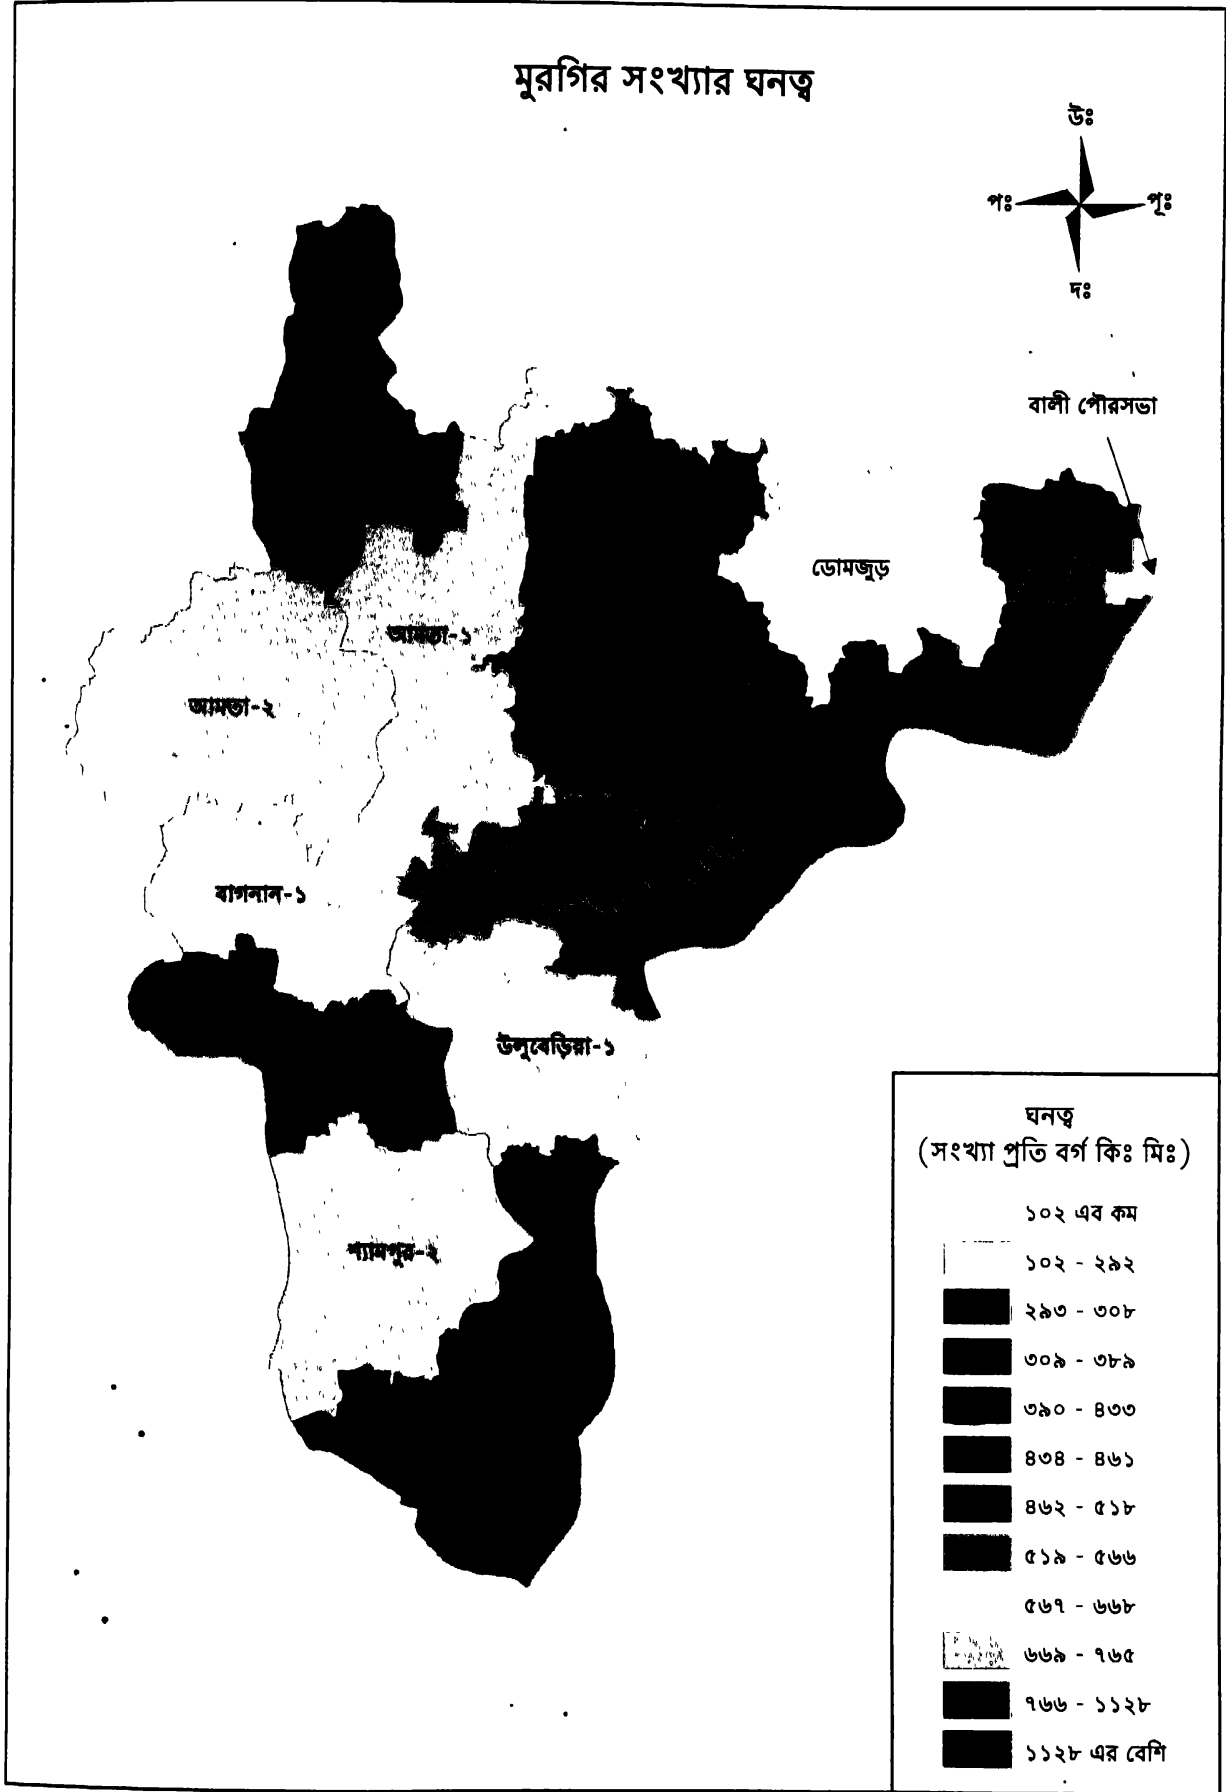 মুরগির সংখ্যার ঘনত্ব
উঃ
পঃ
পূঃ
দঃ
বালী পৌরসভা
ডোমজুড়
আমতা-১
আমতা-২
বাগনান-১
উলুবেড়িয়া-১
শ্যামপুর-২
ঘনত্ব
(সংখ্যা প্রতি বর্গ কিঃ মিঃ)
১০২ এব কম
১০২ - ২৯২
২৯৩ - ৩০৮
৩০৯ - ৩৮৯
৩৯০ - ৪৩৩
৪৩৪ - ৪৬১
৪৬২ - ৫১৮
৫১৯ - ৫৬৬
৫৬৭ - ৬৬৮
৬৬৯ - ৭৬৫
৭৬৬ - ১১২৮
১১২৮ এর বেশি